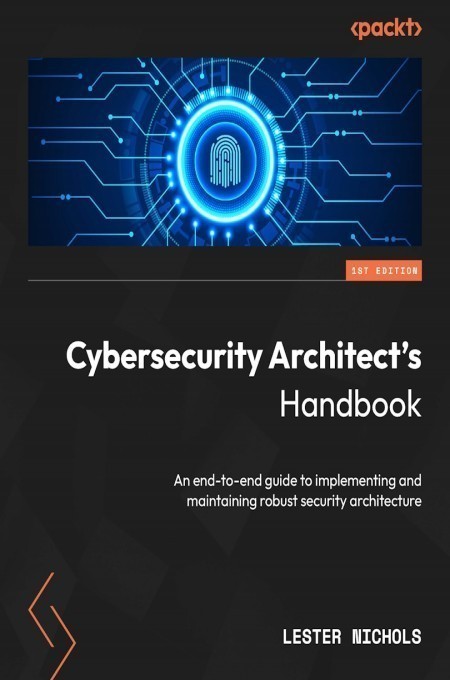 <packt>
1ST EDITION
Cybersecurity Architect's
Handbook
An end-to-end guide to implementing and
maintaining robust security architecture
LESTER NICHOLS